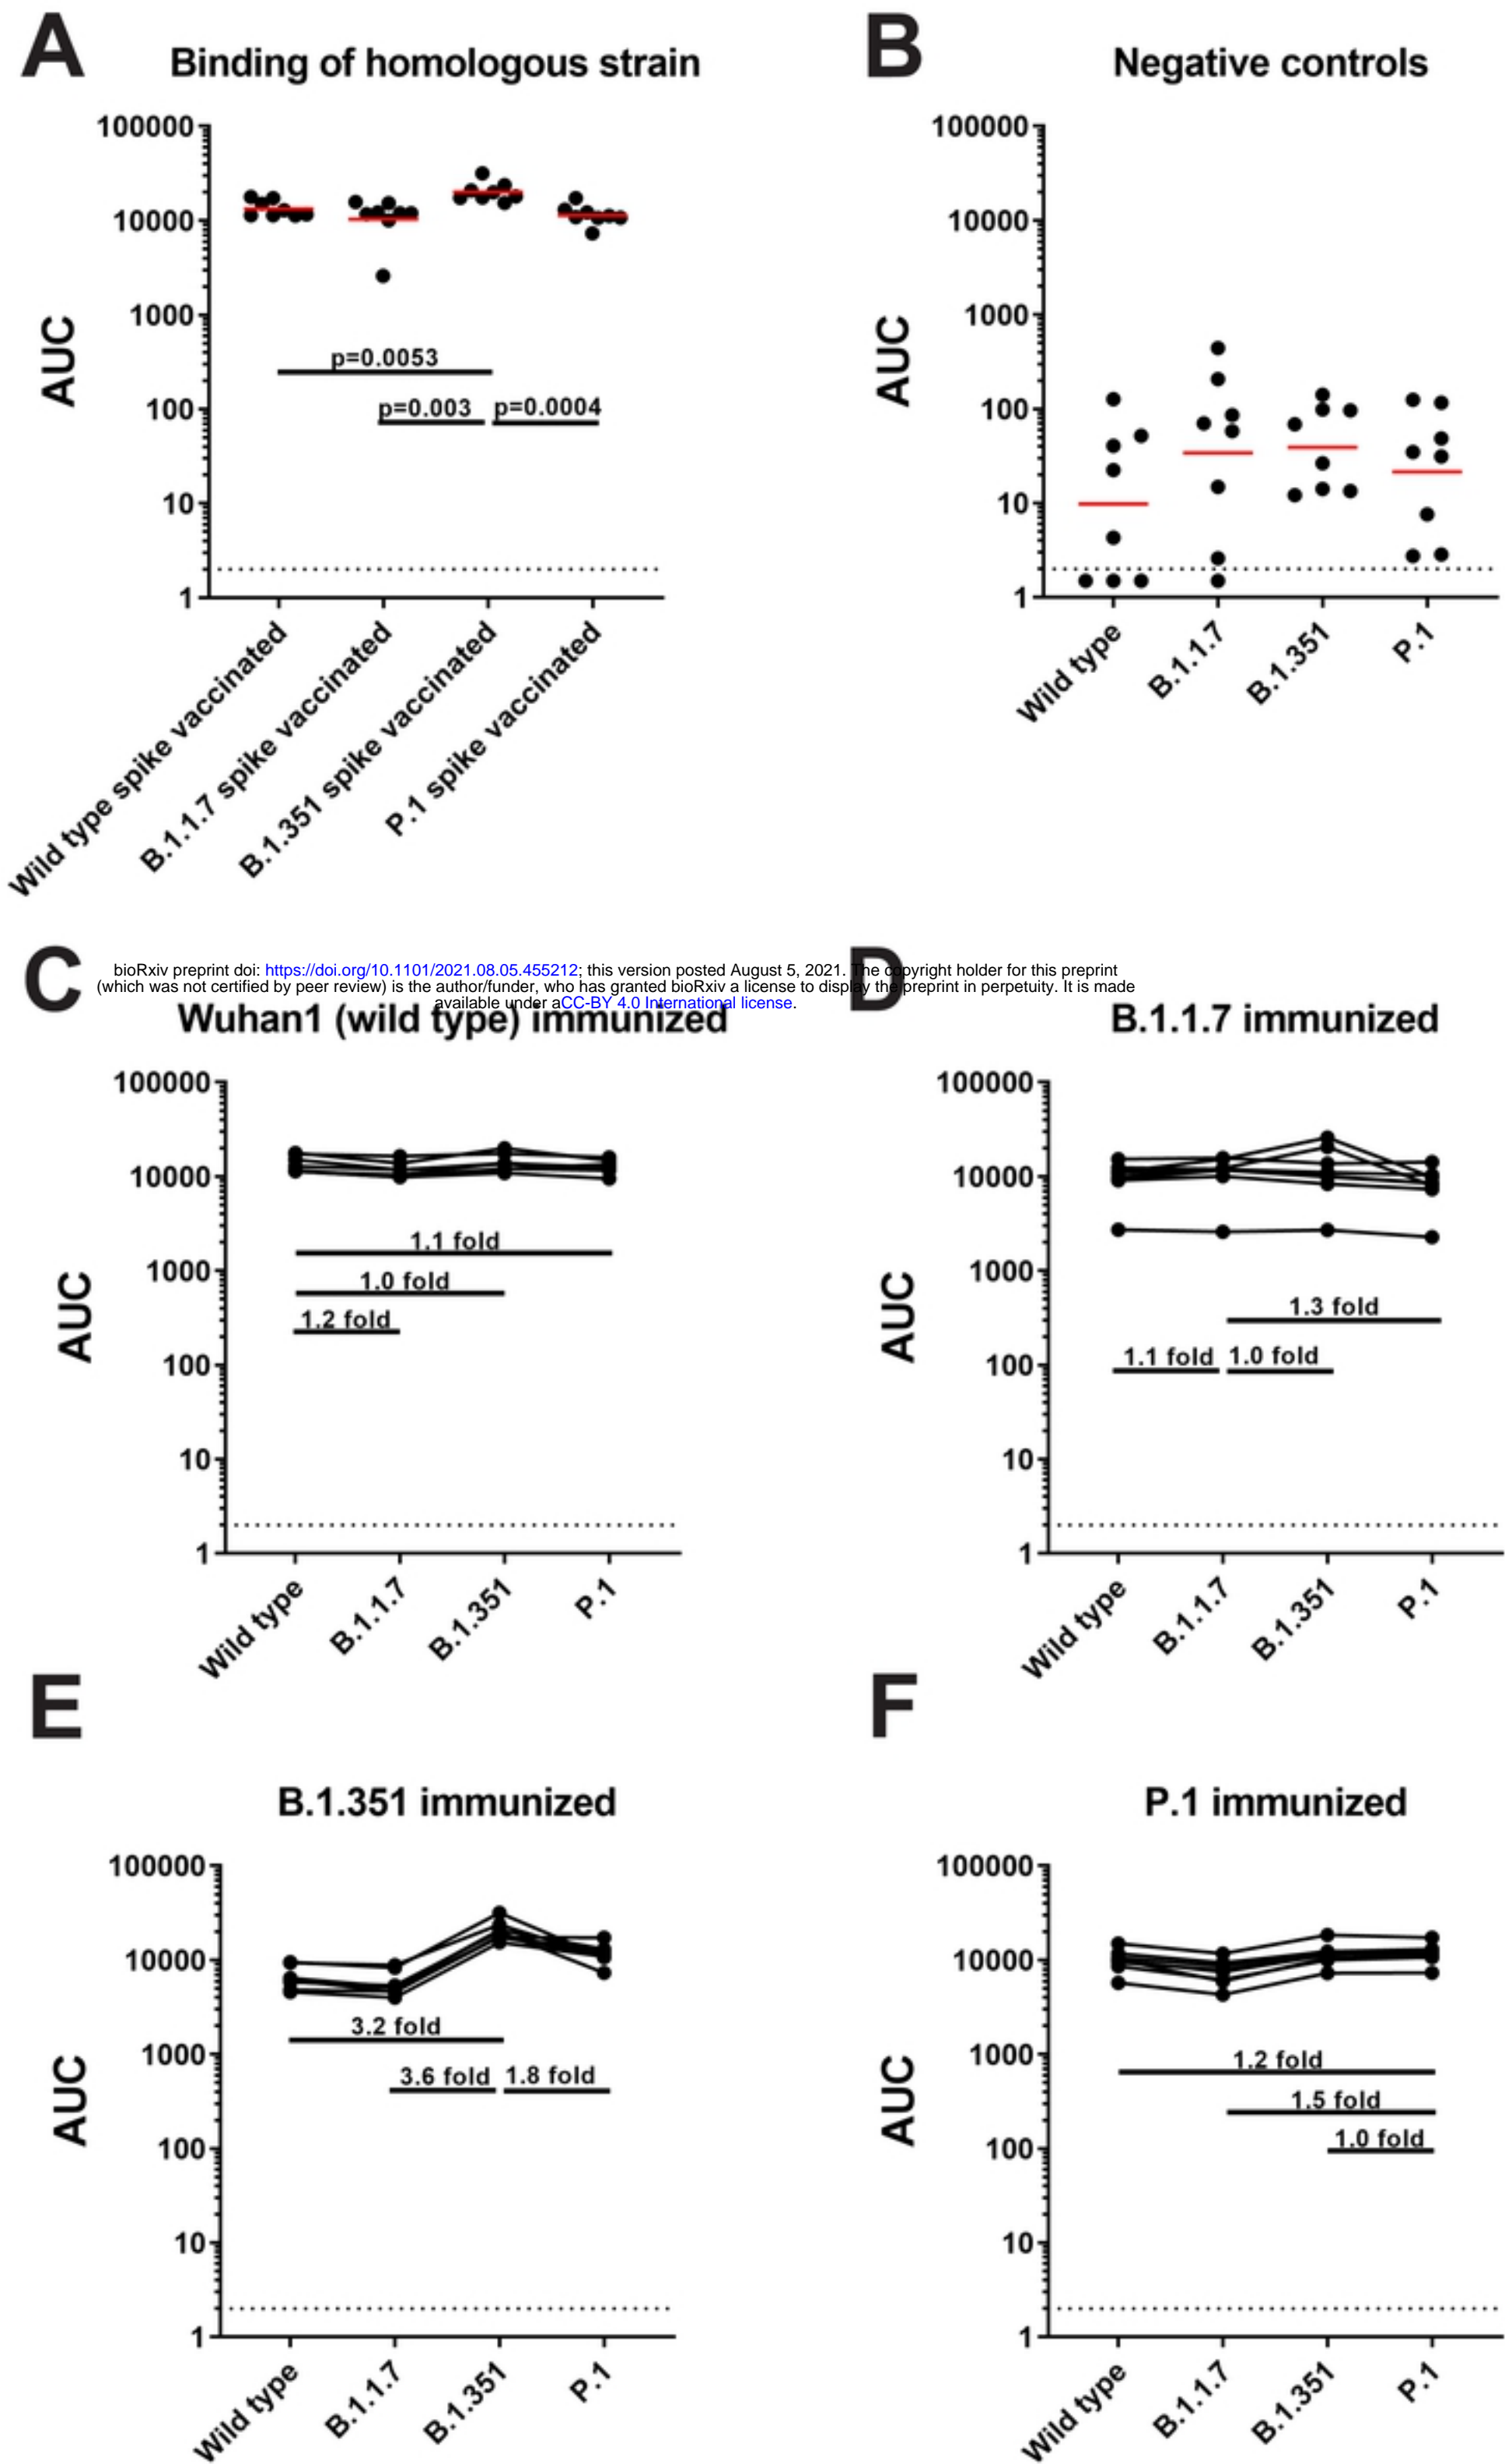 A
Binding of homologous strain
100000
10000
1000
100
10
1
AUC
p=0.0053
p=0.003
p=0.0004
Wild type spike vaccinated
B.1.1.7 spike vaccinated
B.1.351 spike vaccinated
P.1 spike vaccinated
B
Negative controls
100000
10000
1000
100
10
1
AUC
Wild type
B.1.1.7
B.1.351
P.1
bioRxiv preprint doi: https://doi.org/10.1101/2021.08.05.455212; this version posted August 5, 2021. The copyright holder for this preprint
(which was not certified by peer review) is the author/funder, who has granted bioRxiv a license to display the preprint in perpetuity. It is made
available under aCC-BY 4.0 International license.
C
Wuhan1 (wild type) immunized
100000
10000
1000
100
10
1
AUC
1.1 fold
1.0 fold
1.2 fold
Wild type
B.1.1.7
B.1.351
P.1
D
B.1.1.7 immunized
100000
10000
1000
100
10
1
AUC
1.3 fold
1.1 fold
1.0 fold
Wild type
B.1.1.7
B.1.351
P.1
E
B.1.351 immunized
100000
10000
1000
100
10
1
AUC
3.2 fold
3.6 fold
1.8 fold
Wild type
B.1.1.7
B.1.351
P.1
F
P.1 immunized
100000
10000
1000
100
10
1
AUC
1.2 fold
1.5 fold
1.0 fold
Wild type
B.1.1.7
B.1.351
P.1